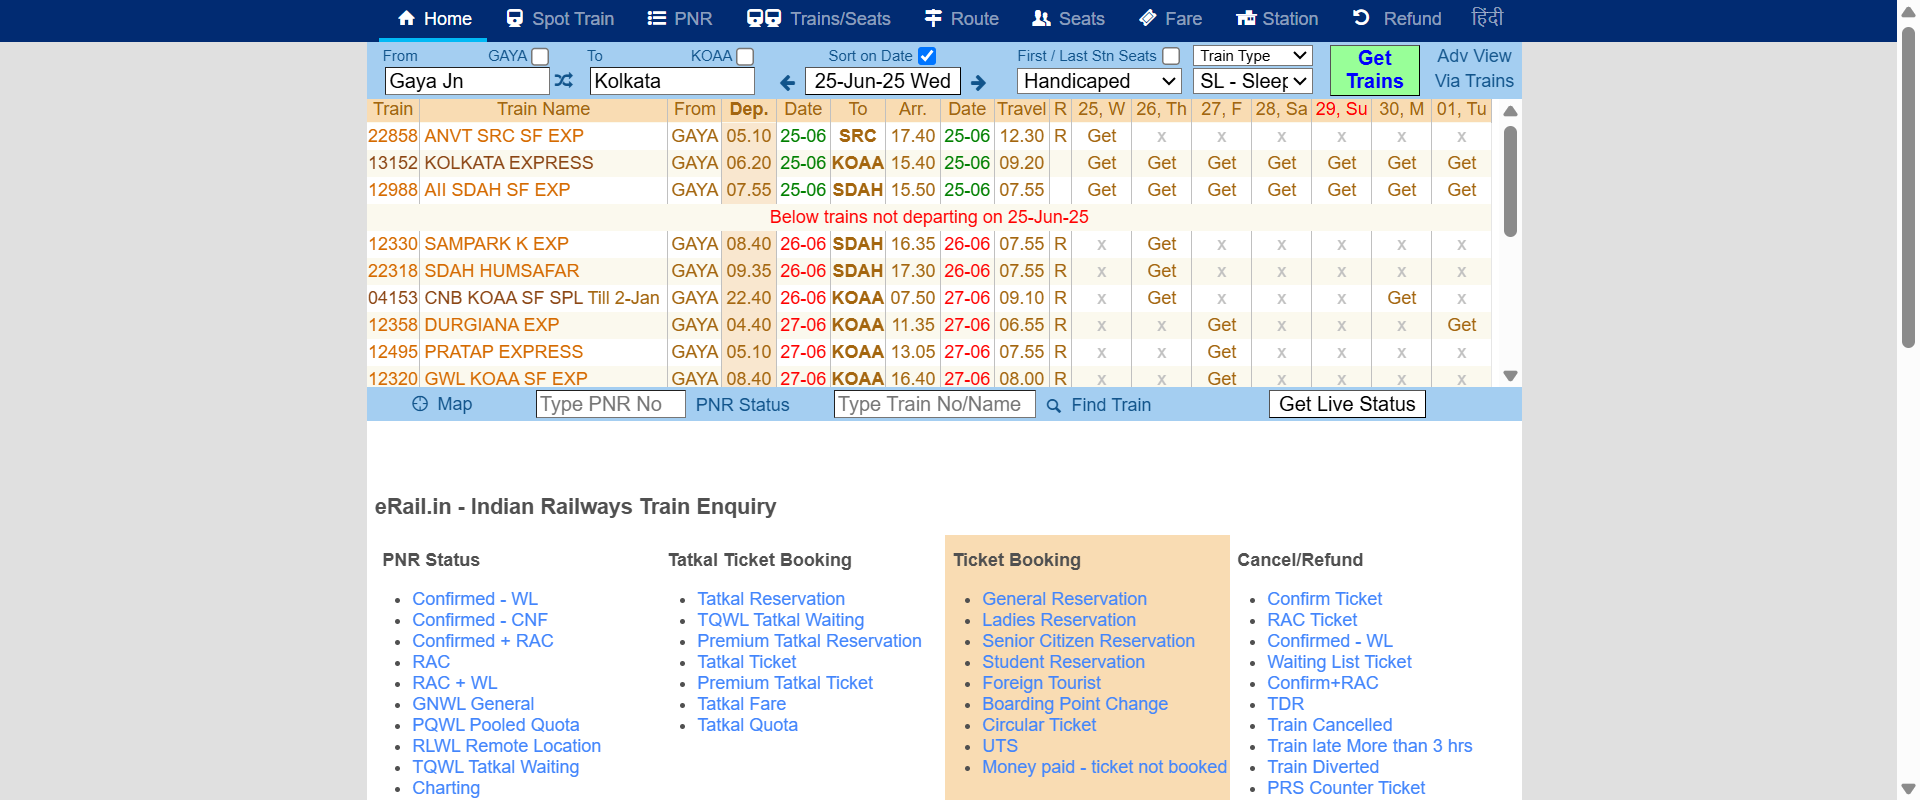 Home Spot Train PNR Trains/Seats Route Seats Fare Station Refund हिंदी
From GAYA To KOAA Sort on Date First / Last Stn Seats Train Type Get Trains Adv View
Gaya Jn Kolkata 25-Jun-25 Wed Handicaped SL - Sleep Via Trains
Train Train Name From Dep. Date To Arr. Date Travel R 25, W 26, Th 27, F 28, Sa 29, Su 30, M 01, Tu
22858 ANVT SRC SF EXP GAYA 05.10 25-06 SRC 17.40 25-06 12.30 R Get x x x x x x
13152 KOLKATA EXPRESS GAYA 06.20 25-06 KOAA 15.40 25-06 09.20 Get Get Get Get Get Get Get
12988 AII SDAH SF EXP GAYA 07.55 25-06 SDAH 15.50 25-06 07.55 Get Get Get Get Get Get Get
Below trains not departing on 25-Jun-25
12330 SAMPARK K EXP GAYA 08.40 26-06 SDAH 16.35 26-06 07.55 R x Get x x x x x
22318 SDAH HUMSAFAR GAYA 09.35 26-06 SDAH 17.30 26-06 07.55 R x Get x x x x x
04153 CNB KOAA SF SPL Till 2-Jan GAYA 22.40 26-06 KOAA 07.50 27-06 09.10 R x Get x x x Get x
12358 DURGIANA EXP GAYA 04.40 27-06 KOAA 11.35 27-06 06.55 R x x Get x x x Get
12495 PRATAP EXPRESS GAYA 05.10 27-06 KOAA 13.05 27-06 07.55 R x x Get x x x x
12320 GWL KOAA SF EXP GAYA 08.40 27-06 KOAA 16.40 27-06 08.00 R x x Get x x x x
Map Type PNR No PNR Status Type Train No/Name Find Train Get Live Status
eRail.in - Indian Railways Train Enquiry
PNR Status
Confirmed - WL
Confirmed - CNF
Confirmed + RAC
RAC
RAC + WL
GNWL General
PQWL Pooled Quota
RLWL Remote Location
TQWL Tatkal Waiting
Charting
Tatkal Ticket Booking
Tatkal Reservation
TQWL Tatkal Waiting
Premium Tatkal Reservation
Tatkal Ticket
Premium Tatkal Ticket
Tatkal Fare
Tatkal Quota
Ticket Booking
General Reservation
Ladies Reservation
Senior Citizen Reservation
Student Reservation
Foreign Tourist
Boarding Point Change
Circular Ticket
UTS
Money paid - ticket not booked
Cancel/Refund
Confirm Ticket
RAC Ticket
Confirmed - WL
Waiting List Ticket
Confirm+RAC
TDR
Train Cancelled
Train late More than 3 hrs
Train Diverted
PRS Counter Ticket